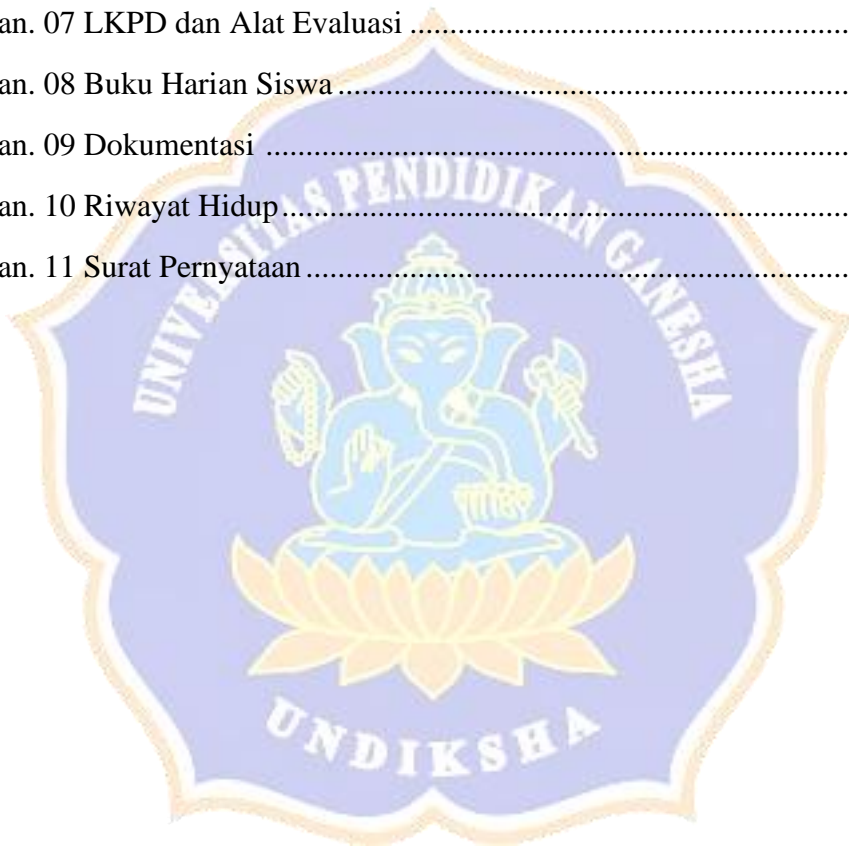 an. 07 LKPD dan Alat Evaluasi ........................................................
an. 08 Buku Harian Siswa ................................................................
an. 09 Dokumentasi ........................................................................
an. 10 Riwayat Hidup ......................................................................
an. 11 Surat Pernyataan ...................................................................
UNIVERSITAS PENDIDIKAN GANESHA
UNDIKSHA